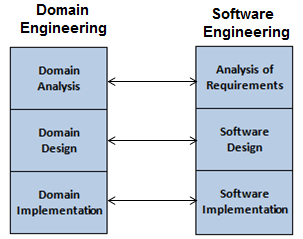 Domain
Engineering
Software
Engineering
Domain
Analysis
Analysis of
Requirements
Domain
Design
Software
Design
Domain
Implementation
Software
Implementation